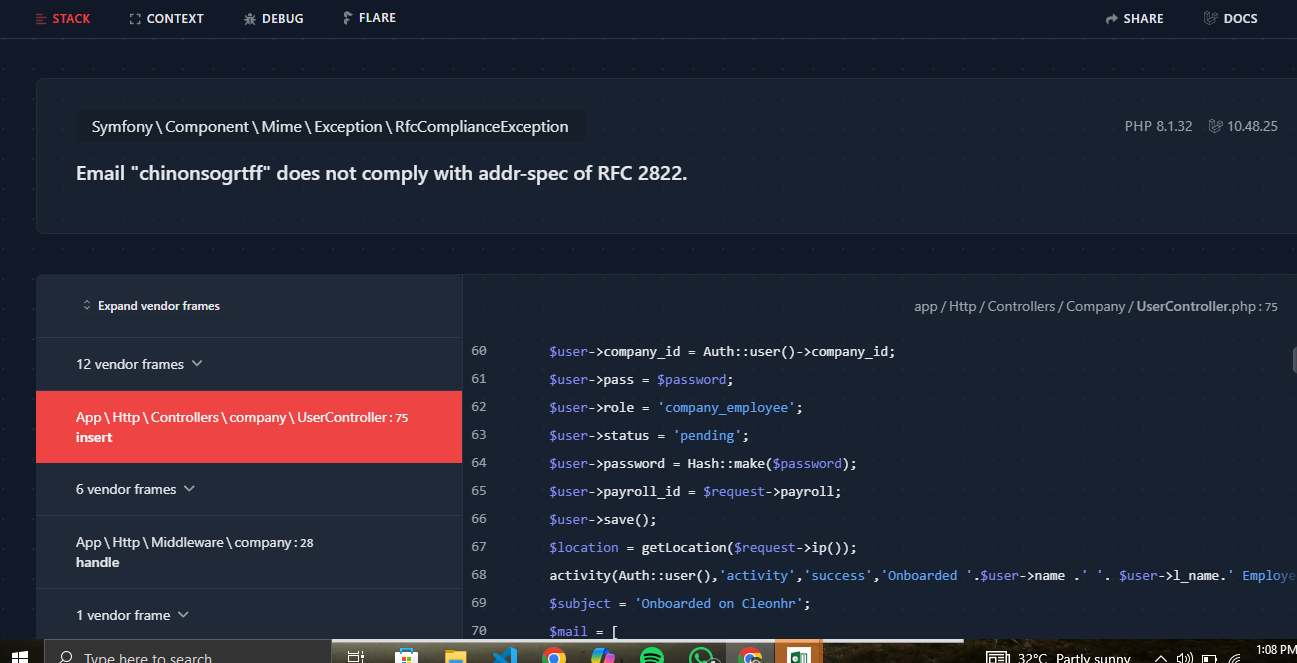 STACK CONTEXT DEBUG FLARE SHARE DOCS
Symfony\Component\Mime\Exception\RfcComplianceException PHP 8.1.32 10.48.25
Email "chinonsogrtff" does not comply with addr-spec of RFC 2822.
Expand vendor frames
12 vendor frames
App\Http\Controllers\company\UserController:75
insert
6 vendor frames
App\Http\Middleware\company:28
handle
1 vendor frame
app / Http / Controllers / Company / UserController.php : 75
60 $user->company_id = Auth::user()->company_id;
61 $user->pass = $password;
62 $user->role = 'company_employee';
63 $user->status = 'pending';
64 $user->password = Hash::make($password);
65 $user->payroll_id = $request->payroll;
66 $user->save();
67 $location = getLocation($request->ip());
68 activity(Auth::user(),'activity','success','Onboarded '.$user->name .' '. $user->l_name.' Employe
69 $subject = 'Onboarded on Cleonhr';
70 $mail = [
Type here to search 32°C Partly sunny 1:08 PM